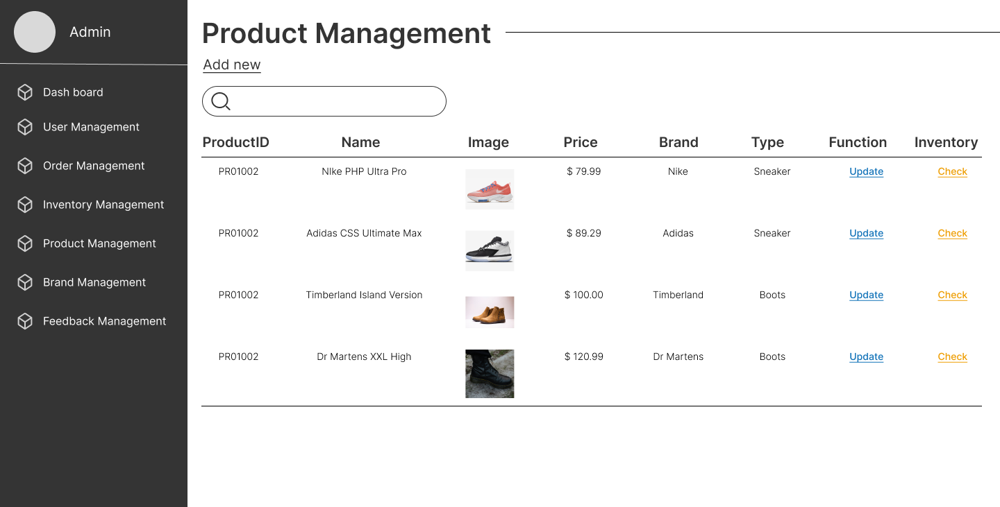 Admin
Dash board
User Management
Order Management
Inventory Management
Product Management
Brand Management
Feedback Management
Product Management
Add new
ProductID Name Image Price Brand Type Function Inventory
PR01002 NIke PHP Ultra Pro $ 79.99 Nike Sneaker Update Check
PR01002 Adidas CSS Ultimate Max $ 89.29 Adidas Sneaker Update Check
PR01002 Timberland Island Version $ 100.00 Timberland Boots Update Check
PR01002 Dr Martens XXL High $ 120.99 Dr Martens Boots Update Check